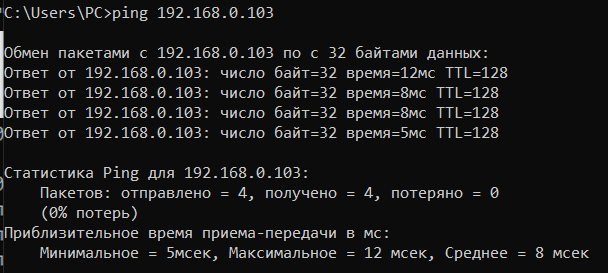 C:\Users\PC>ping 192.168.0.103
Обмен пакетами с 192.168.0.103 по с 32 байтами данных:
Ответ от 192.168.0.103: число байт=32 время=12мс TTL=128
Ответ от 192.168.0.103: число байт=32 время=8мс TTL=128
Ответ от 192.168.0.103: число байт=32 время=8мс TTL=128
Ответ от 192.168.0.103: число байт=32 время=5мс TTL=128
Статистика Ping для 192.168.0.103:
Пакетов: отправлено = 4, получено = 4, потеряно = 0
(0% потерь)
Приблизительное время приема-передачи в мс:
Минимальное = 5мсек, Максимальное = 12 мсек, Среднее = 8 мсек